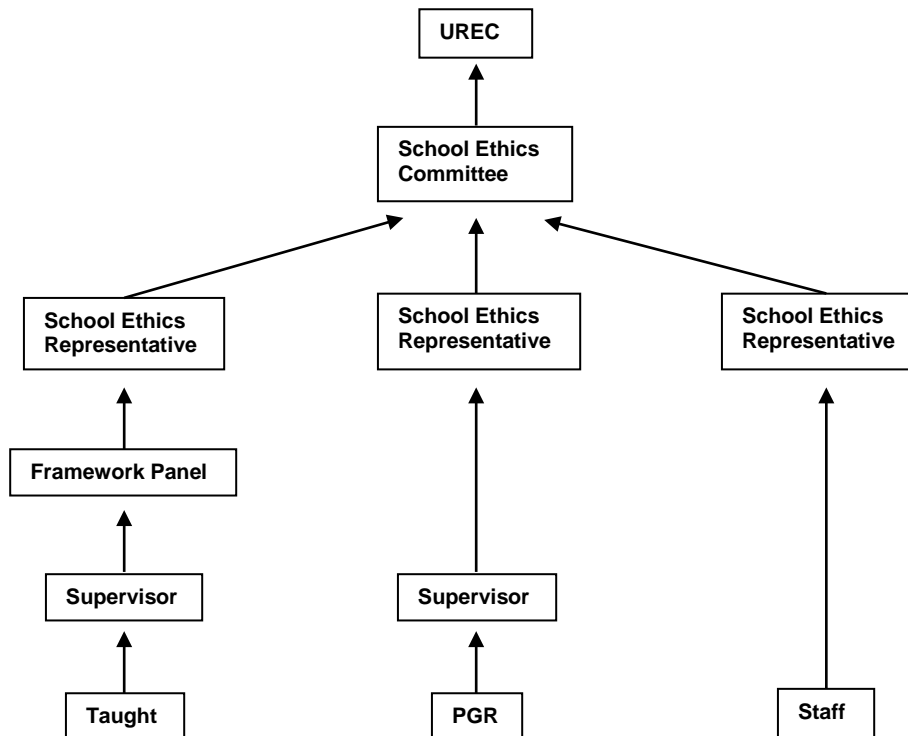 UREC
School Ethics
Committee
School Ethics
Representative
School Ethics
Representative
School Ethics
Representative
Framework Panel
Supervisor
Supervisor
Taught
PGR
Staff